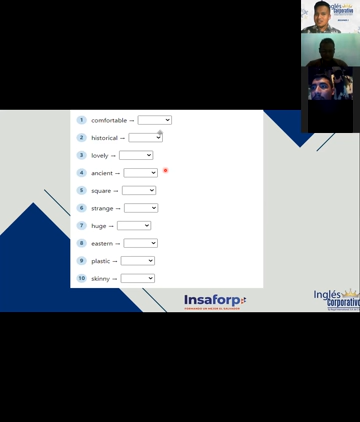 Inglés
Corporativo
1 comfortable →
2 historical →
3 lovely →
4 ancient →
5 square →
6 strange →
7 huge →
8 eastern →
9 plastic →
10 skinny →
Insaforp
Inglés
Corporativo